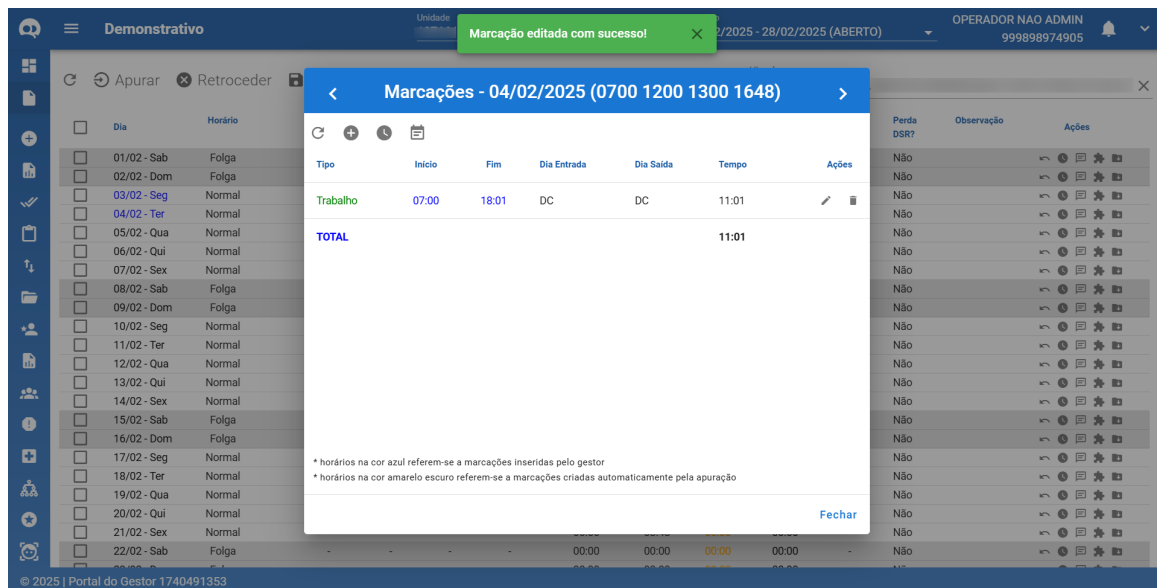 Demonstrativo
Unidade
Marcação editada com sucesso!
/2025 - 28/02/2025 (ABERTO)
OPERADOR NAO ADMIN
999898974905
Apurar
Retroceder
Marcações - 04/02/2025 (0700 1200 1300 1648)
Dia Horário Perda DSR? Observação Ações
Tipo Início Fim Dia Entrada Dia Saída Tempo Ações
Trabalho 07:00 18:01 DC DC 11:01
TOTAL 11:01
01/02 - Sab Folga Não
02/02 - Dom Folga Não
03/02 - Seg Normal Não
04/02 - Ter Normal Não
05/02 - Qua Normal Não
06/02 - Qui Normal Não
07/02 - Sex Normal Não
08/02 - Sab Folga Não
09/02 - Dom Folga Não
10/02 - Seg Normal Não
11/02 - Ter Normal Não
12/02 - Qua Normal Não
13/02 - Qui Normal Não
14/02 - Sex Normal Não
15/02 - Sab Folga Não
16/02 - Dom Folga Não
17/02 - Seg Normal Não
18/02 - Ter Normal Não
19/02 - Qua Normal Não
20/02 - Qui Normal Não
21/02 - Sex Normal Não
22/02 - Sab Folga - - - - 00:00 00:00 00:00 00:00 - Não
* horários na cor azul referem-se a marcações inseridas pelo gestor
* horários na cor amarelo escuro referem-se a marcações criadas automaticamente pela apuração
Fechar
© 2025 | Portal do Gestor 1740491353